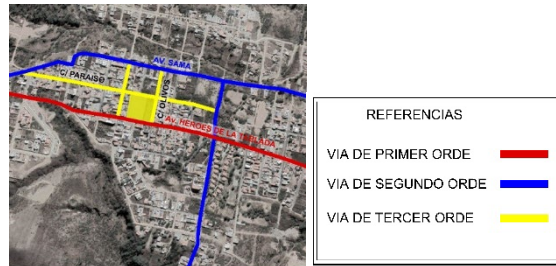 AV. SAMA
C/ PARAISO
C/ OLIVOS
AV. HEROES DE LA TABLADA
REFERENCIAS
VIA DE PRIMER ORDE
VIA DE SEGUNDO ORDE
VIA DE TERCER ORDE